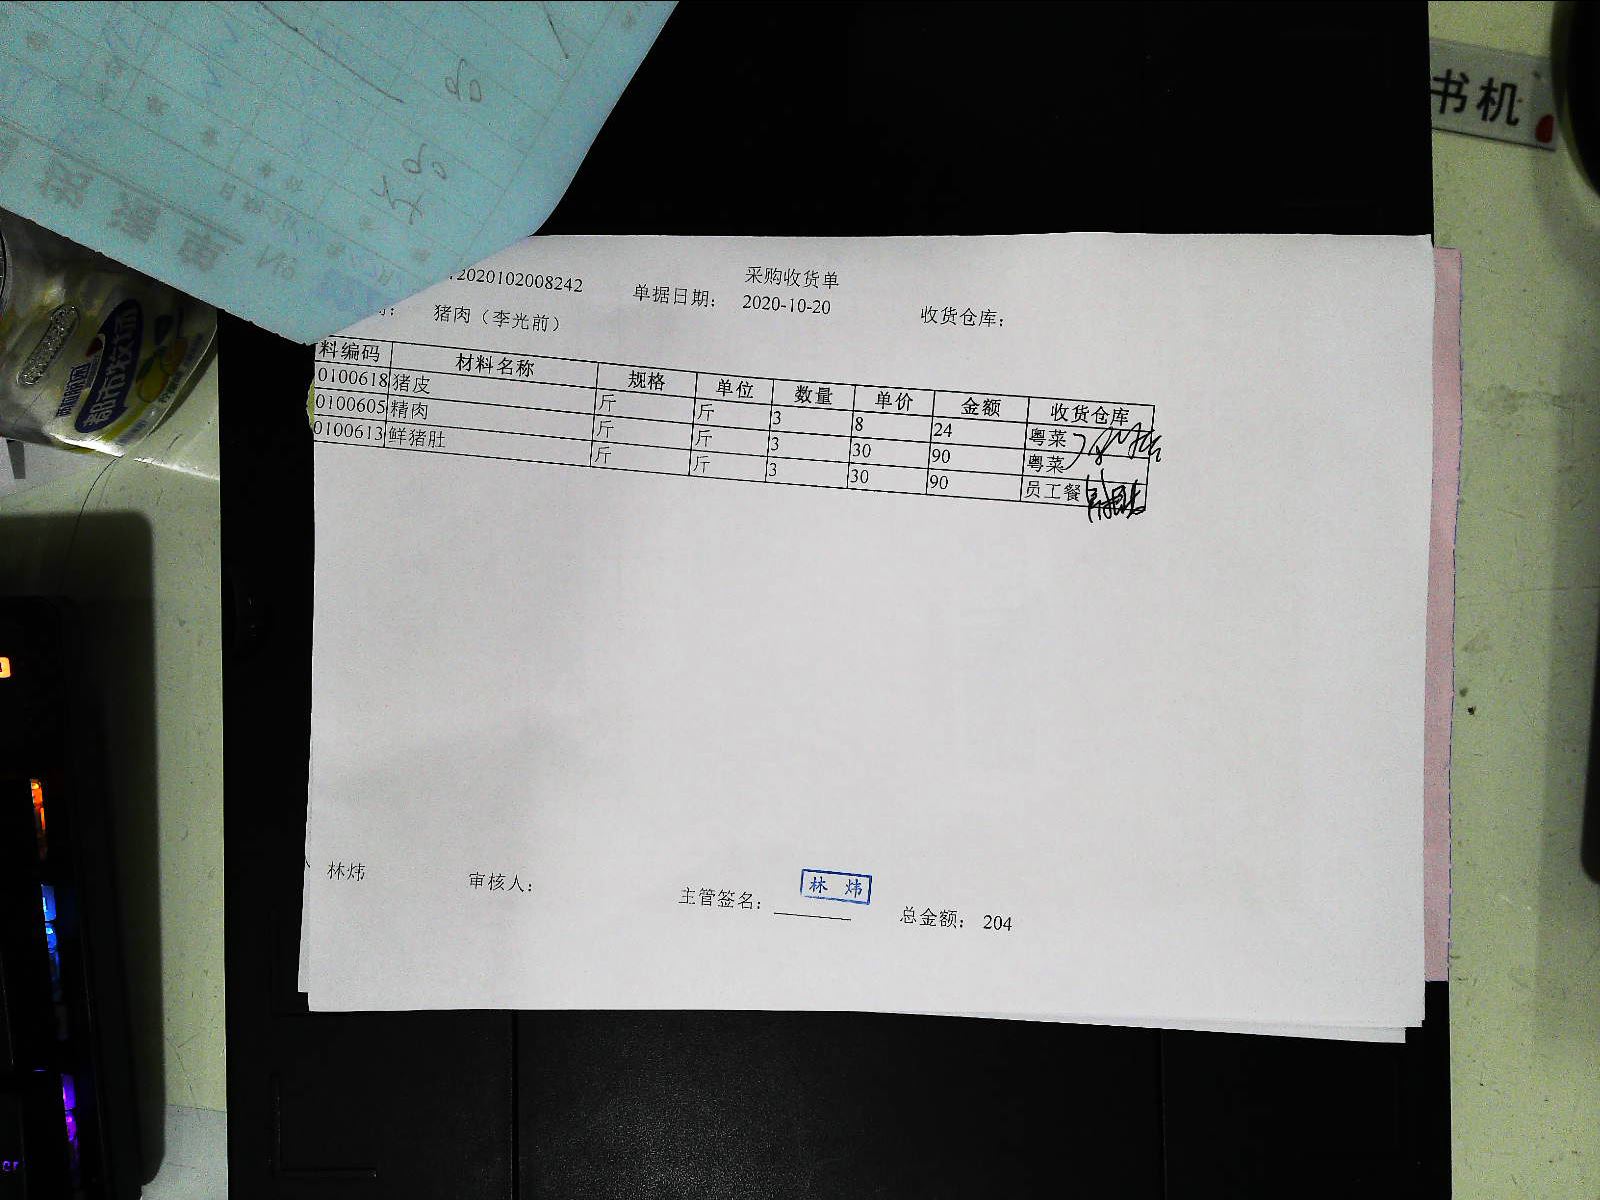 书机
采购收货单
2020102008242 单据日期： 2020-10-20 收货仓库：
猪肉（李光前）
料编码 材料名称 规格 单位 数量 单价 金额 收货仓库
0100618 猪皮 斤 斤 3 8 24 粤菜
0100605 精肉 斤 斤 3 30 90 粤菜
0100613 鲜猪肚 斤 斤 3 30 90 员工餐
林炜 审核人： 主管签名： 林 炜 总金额： 204